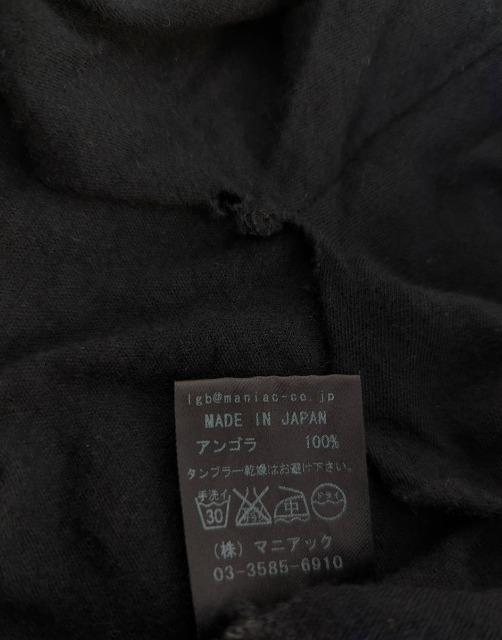 lgb@maniac-co.jp
MADE IN JAPAN
アンゴラ 100%
タンブラー乾燥はお避け下さい。
手洗イ 30 中 ドライ
(株) マニアック
03-3585-6910